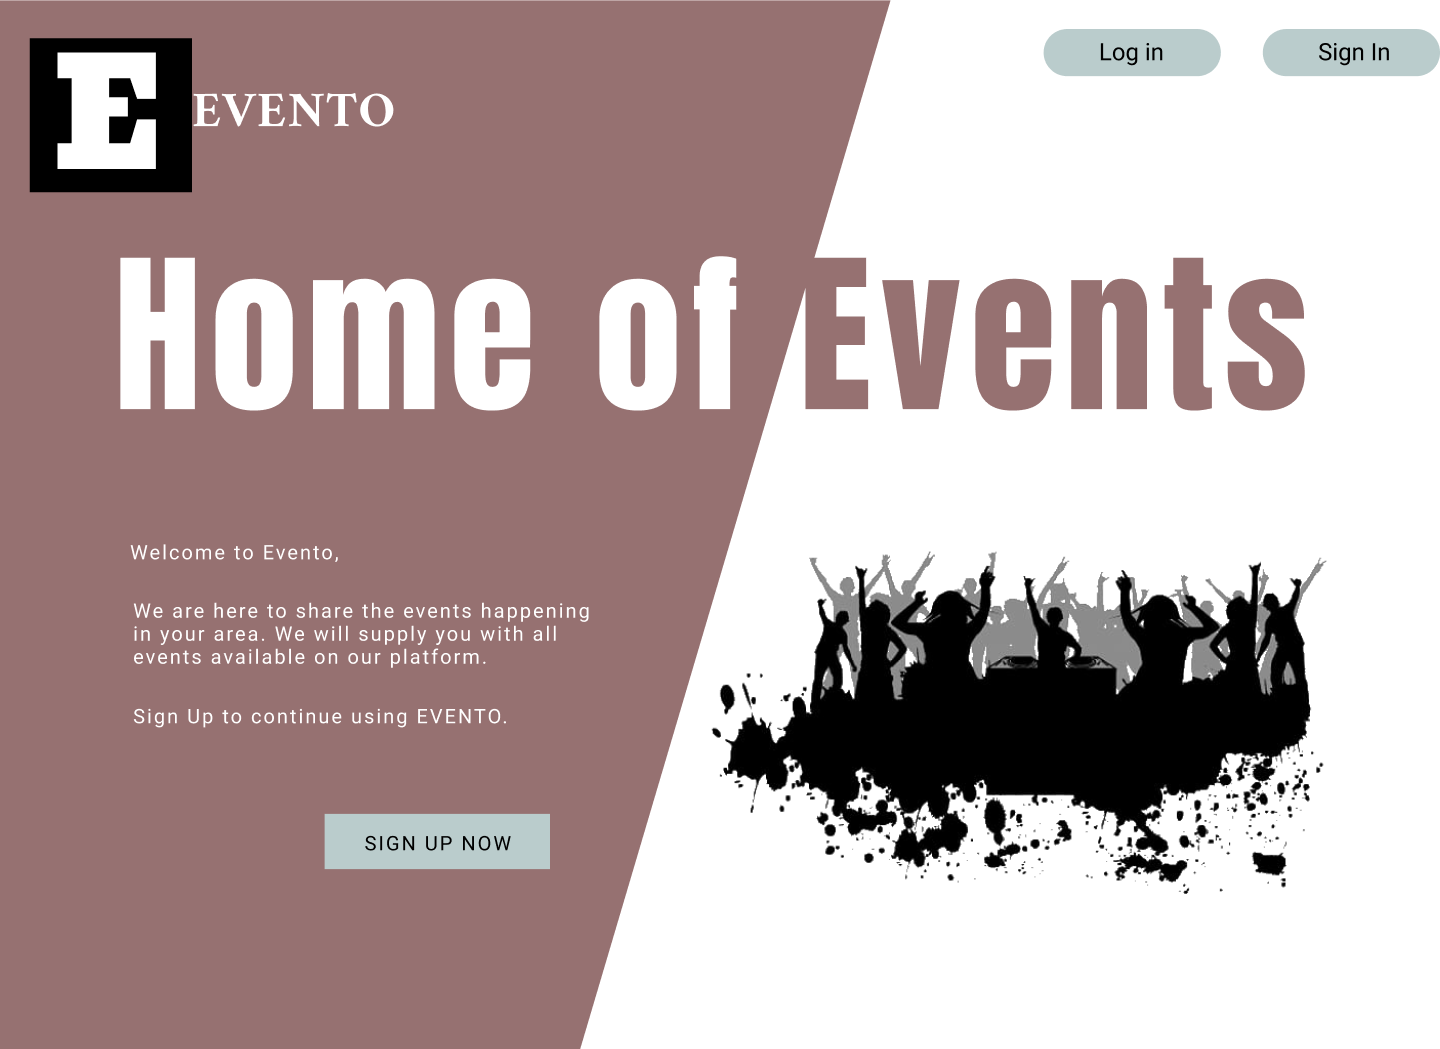 E
EVENTO
Log in
Sign In
Home of Events
Welcome to Evento,
We are here to share the events happening
in your area. We will supply you with all
events available on our platform.
Sign Up to continue using EVENTO.
SIGN UP NOW